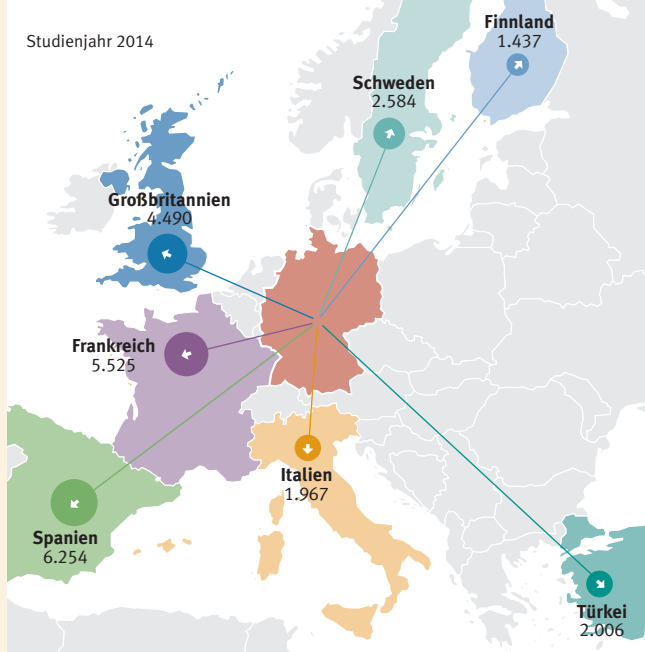 Studienjahr 2014
Finnland
1.437
Schweden
2.584
Großbritannien
4.490
Frankreich
5.525
Italien
1.967
Spanien
6.254
Türkei
2.006